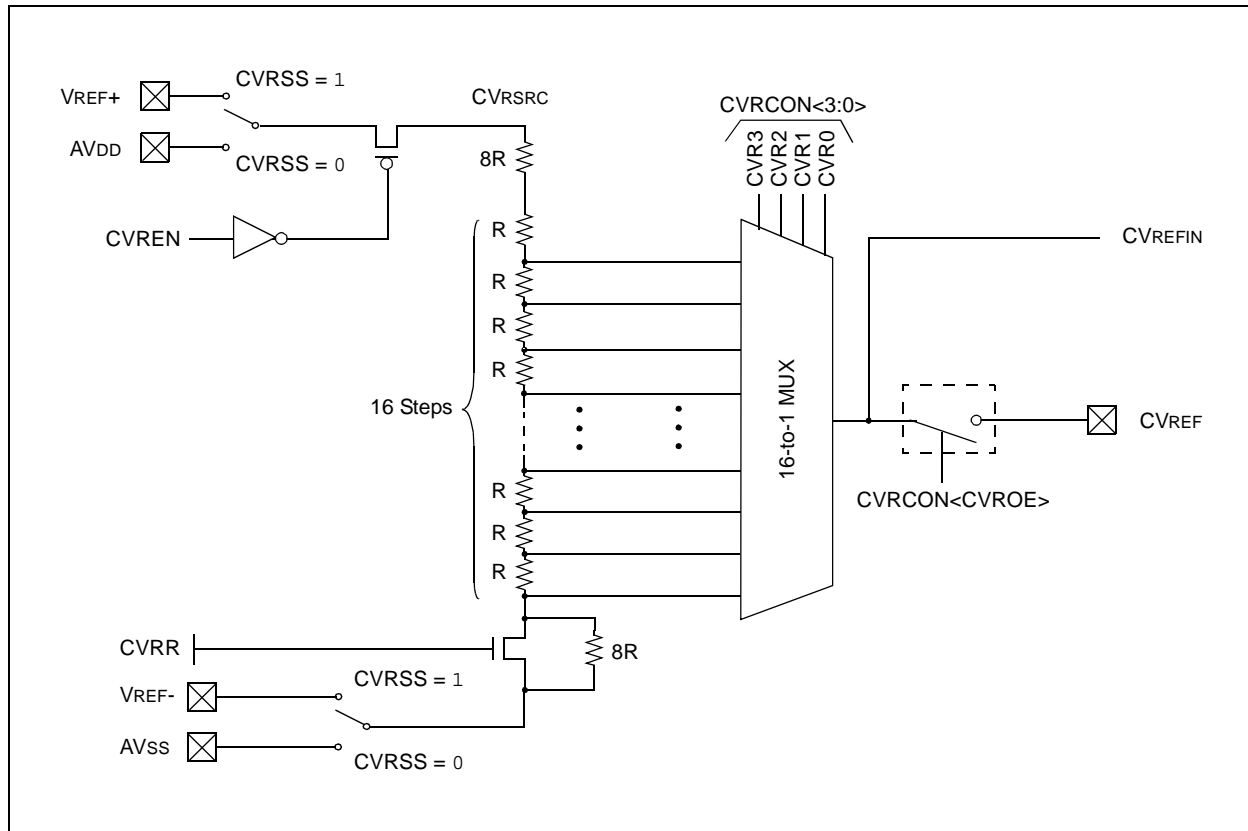 CVRSS = 1
VREF+
CVRSRC
CVRCON<3:0>
CVR3
CVR2
CVR1
CVR0
AVDD
CVRSS = 0
8R
CVREN
R
CVREFIN
R
R
R
16 Steps
16-to-1 MUX
CVREF
R
CVRCON<CVROE>
R
R
CVRR
8R
CVRSS = 1
VREF-
AVSS
CVRSS = 0